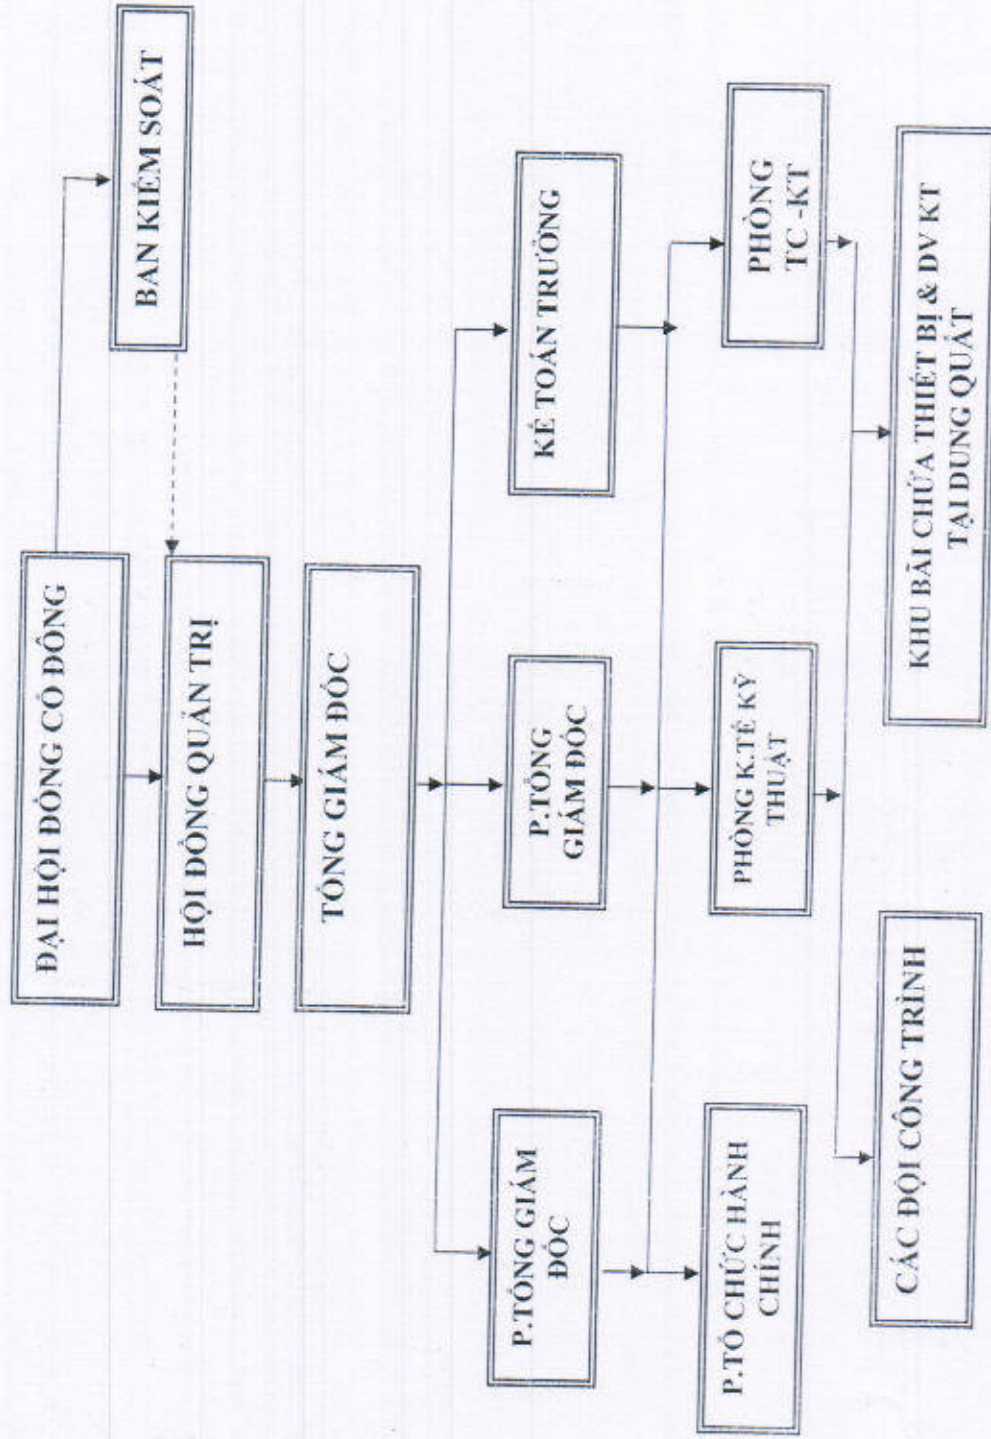 ĐẠI HỘI ĐỒNG CỔ ĐÔNG
BAN KIỂM SOÁT
HỘI ĐỒNG QUẢN TRỊ
TỔNG GIÁM ĐỐC
P.TỔNG GIÁM
ĐỐC
P.TỔNG
GIÁM ĐỐC
KẾ TOÁN TRƯỞNG
P.TỔ CHỨC HÀNH
CHÍNH
PHÒNG K.TẾ KỸ
THUẬT
PHÒNG
TC -KT
CÁC ĐỘI CÔNG TRÌNH
KHU BÃI CHỨA THIẾT BỊ & DV KT
TẠI DUNG QUẤT